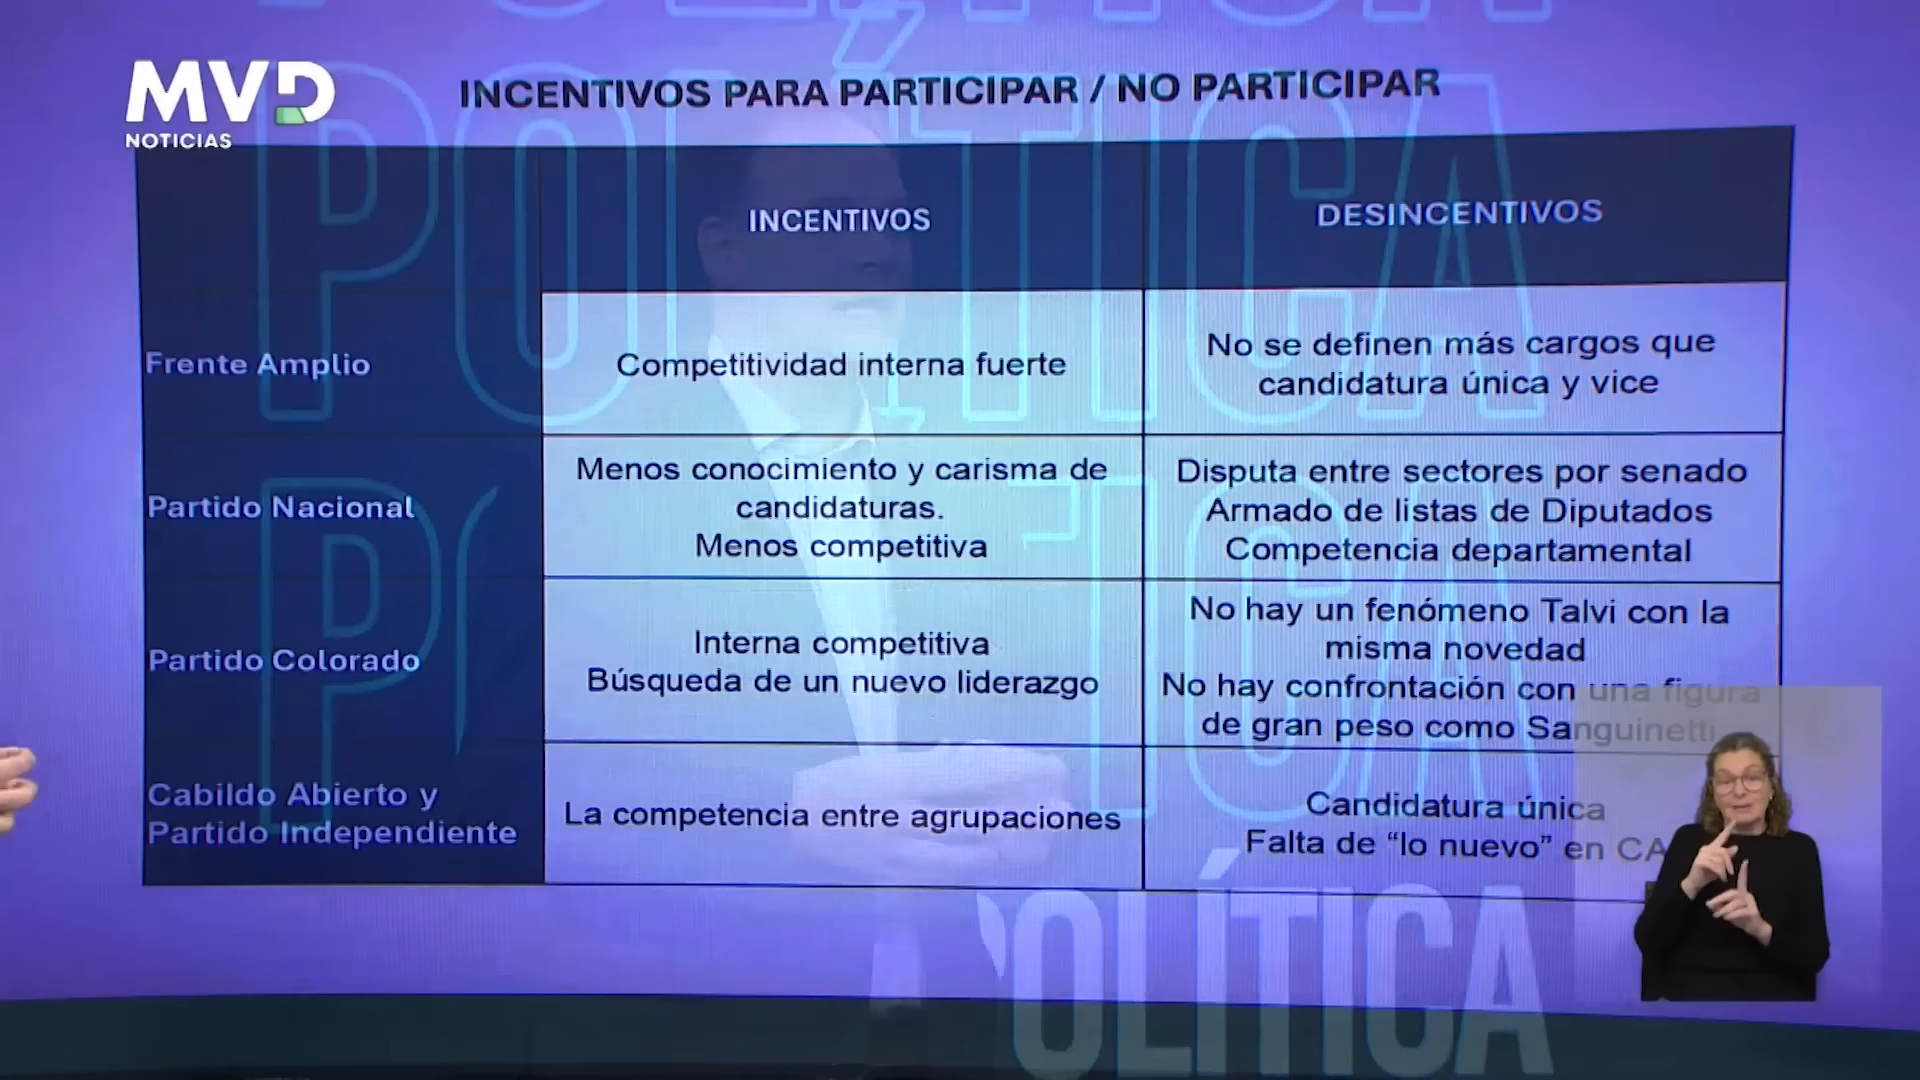 POLÍTICA
MVD
NOTICIAS
INCENTIVOS PARA PARTICIPAR / NO PARTICIPAR
POLÍTICA
INCENTIVOS
DESINCENTIVOS
Frente Amplio
Competitividad interna fuerte
No se definen más cargos que
candidatura única y vice
Partido Nacional
Menos conocimiento y carisma de
candidaturas.
Menos competitiva
Disputa entre sectores por senado
Armado de listas de Diputados
Competencia departamental
Partido Colorado
Interna competitiva
Búsqueda de un nuevo liderazgo
No hay un fenómeno Talvi con la
misma novedad
No hay confrontación con una figura
de gran peso como Sanguinetti
Cabildo Abierto y
Partido Independiente
La competencia entre agrupaciones
Candidatura única
Falta de “lo nuevo” en CA
POLÍTICA